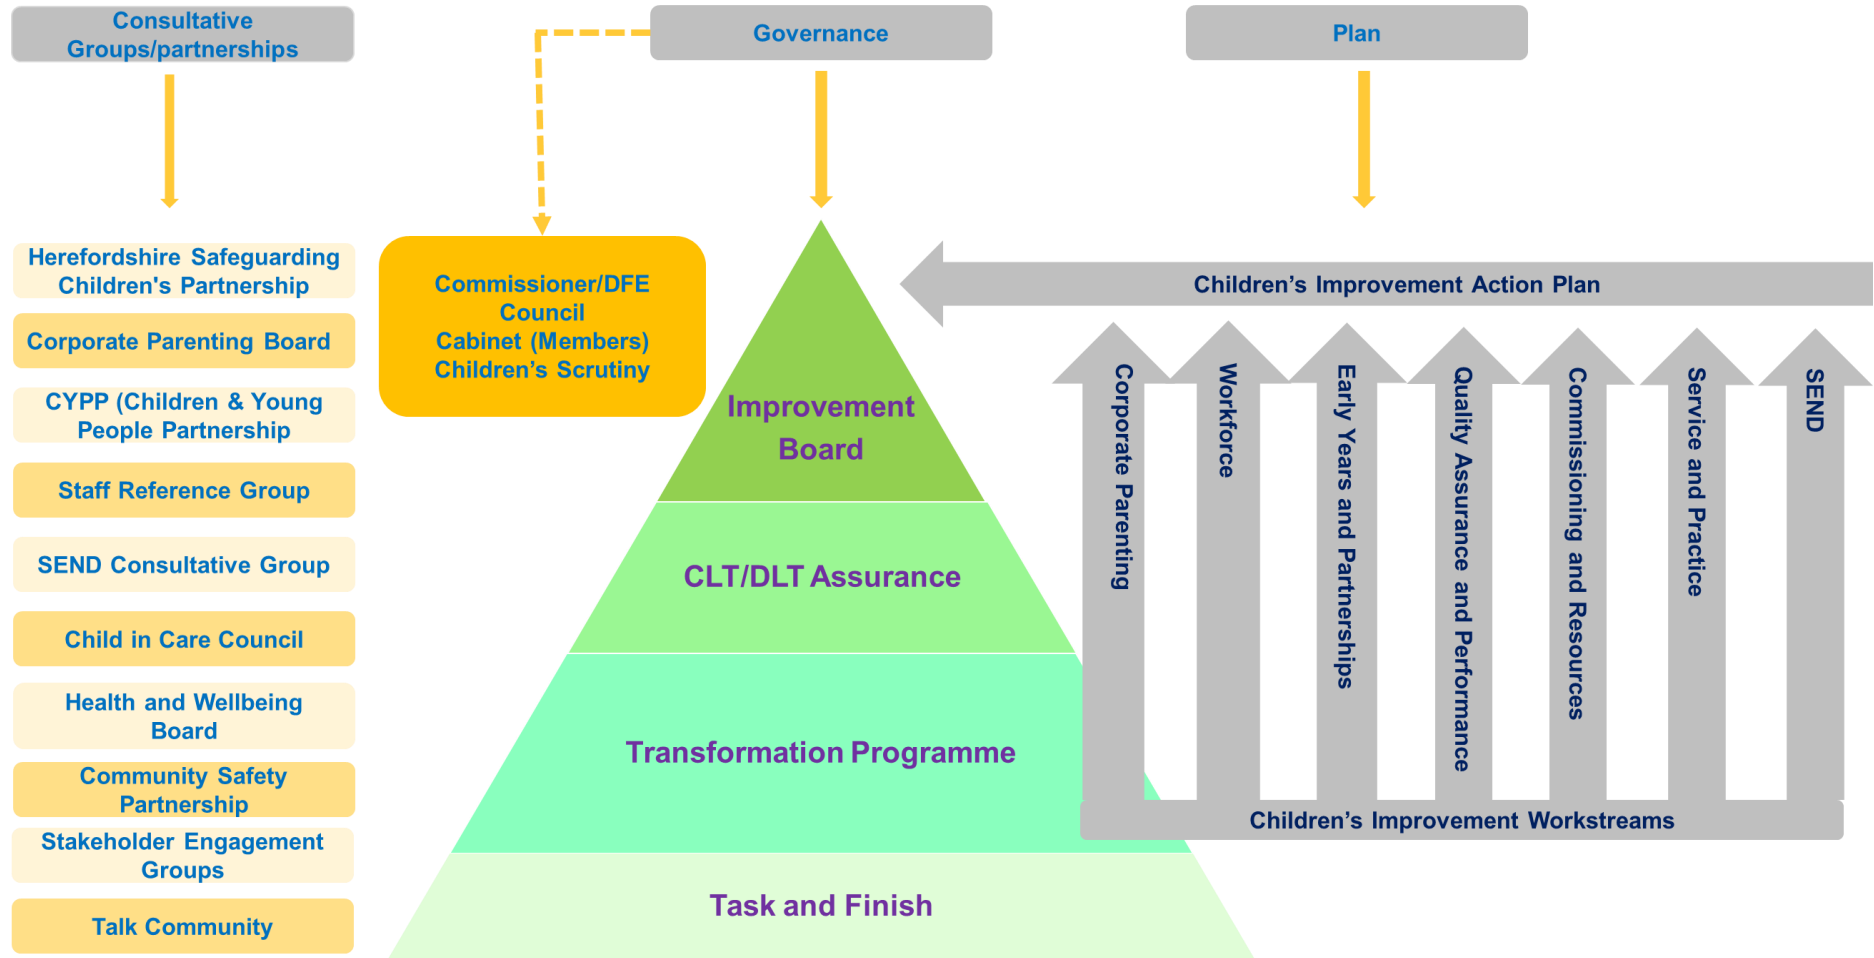 Consultative
Groups/partnerships
Governance
Plan
Herefordshire Safeguarding
Children's Partnership
Corporate Parenting Board
CYPP (Children & Young
People Partnership
Staff Reference Group
SEND Consultative Group
Child in Care Council
Health and Wellbeing
Board
Community Safety
Partnership
Stakeholder Engagement
Groups
Talk Community
Commissioner/DFE
Council
Cabinet (Members)
Children’s Scrutiny
Improvement
Board
CLT/DLT Assurance
Transformation Programme
Task and Finish
Children’s Improvement Action Plan
Corporate Parenting
Workforce
Early Years and Partnerships
Quality Assurance and Performance
Commissioning and Resources
Service and Practice
SEND
Children’s Improvement Workstreams